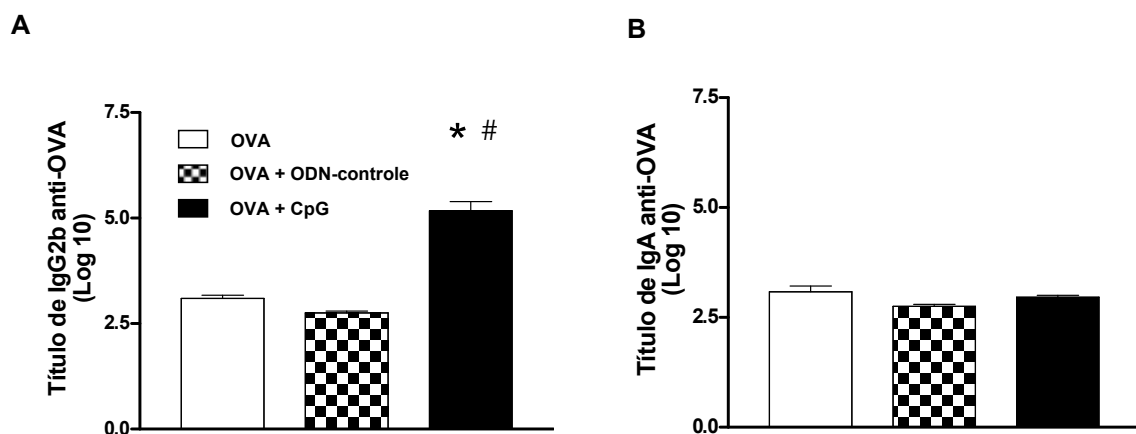 A
Título de IgG2b anti-OVA
(Log 10)
7.5
5.0
2.5
0.0
OVA
OVA + ODN-controle
OVA + CpG
* #
B
Título de IgA anti-OVA
(Log 10)
7.5
5.0
2.5
0.0